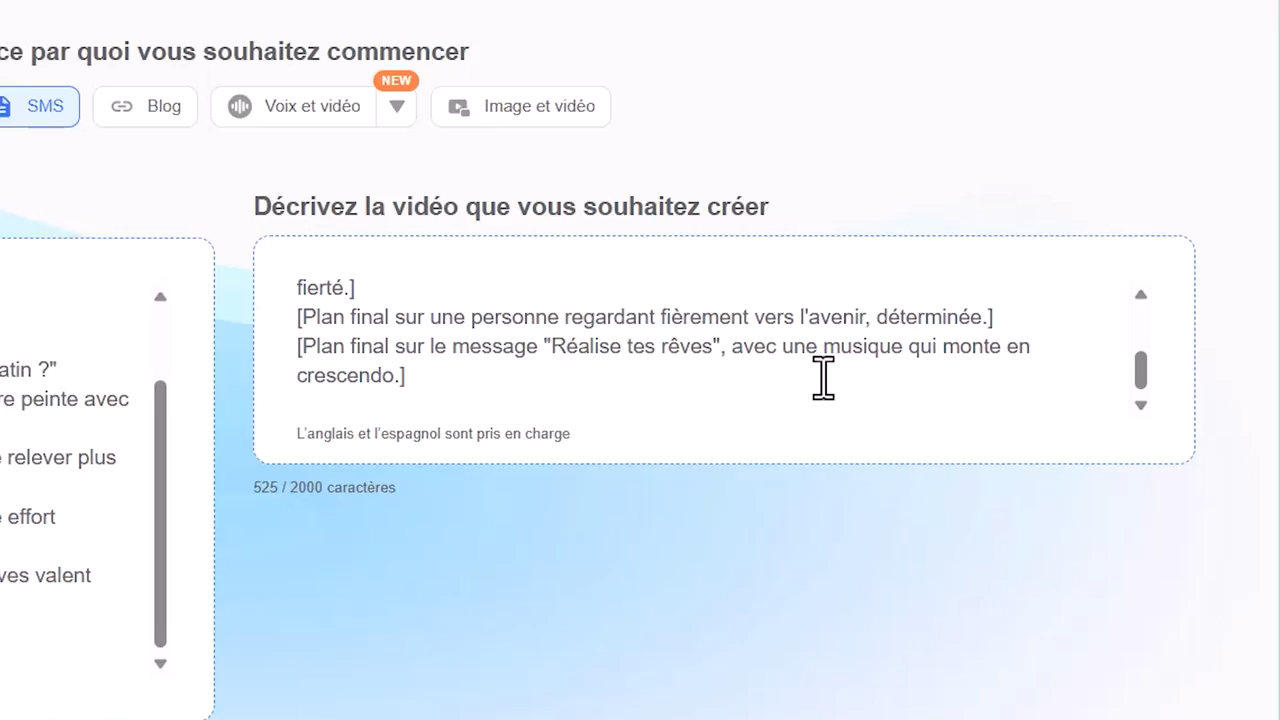 ce par quoi vous souhaitez commencer
NEW
SMS
Blog
Voix et vidéo
Image et vidéo
Décrivez la vidéo que vous souhaitez créer
fierté.]
[Plan final sur une personne regardant fièrement vers l'avenir, déterminée.]
[Plan final sur le message "Réalise tes rêves", avec une musique qui monte en
crescendo.]
L'anglais et l'espagnol sont pris en charge
525 / 2000 caractères
atin ?"
re peinte avec
relever plus
effort
ves valent